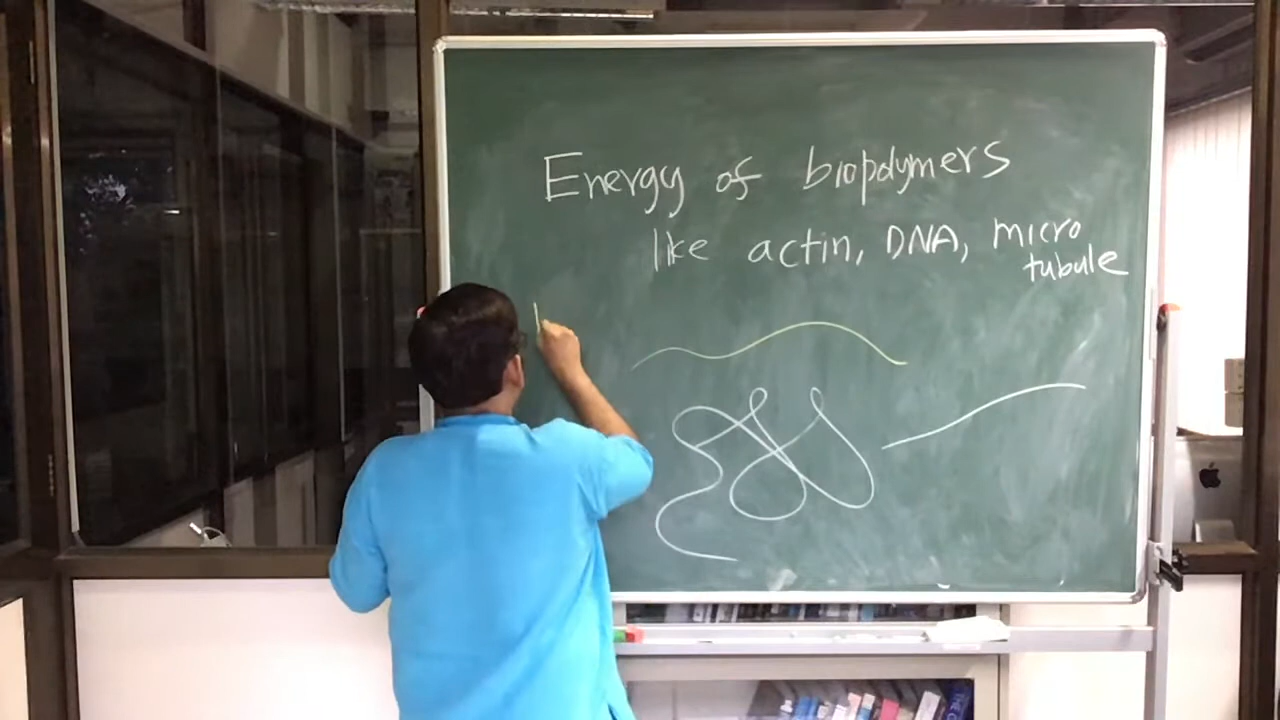 Energy of biopolymers
like actin, DNA, micro
tubule